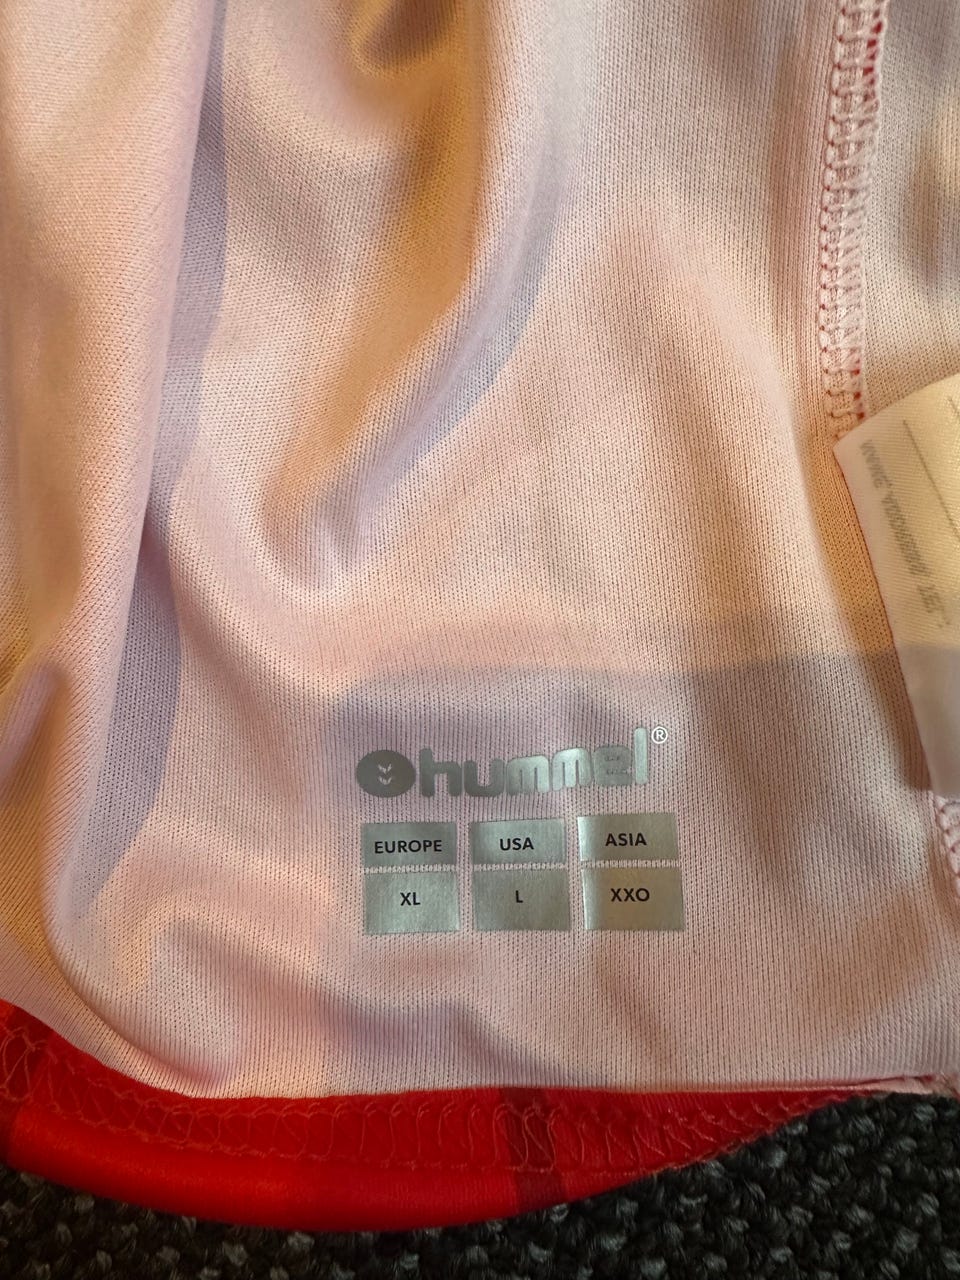 hummel®
EUROPE USA ASIA
XL L XXO